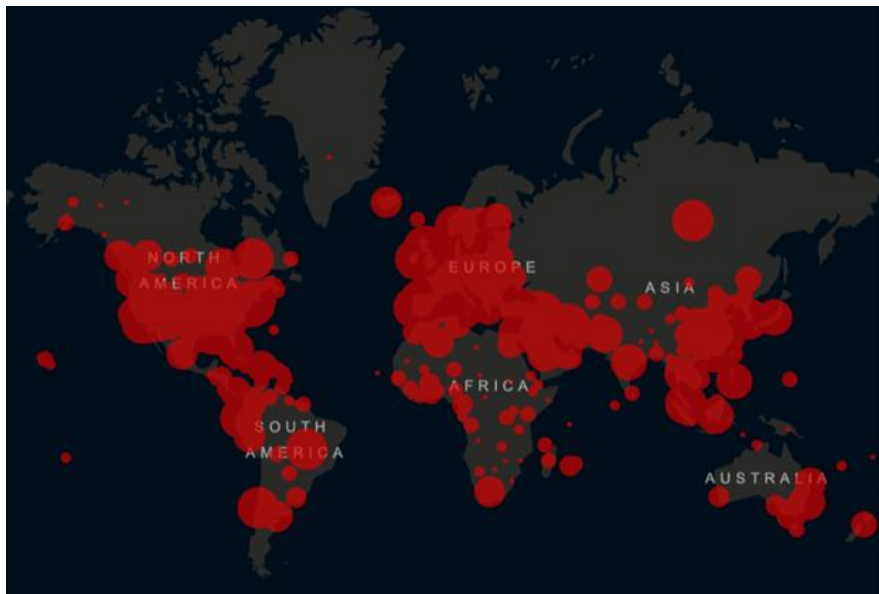 NORTH
AMERICA
EUROPE
ASIA
AFRICA
SOUTH
AMERICA
AUSTRALIA